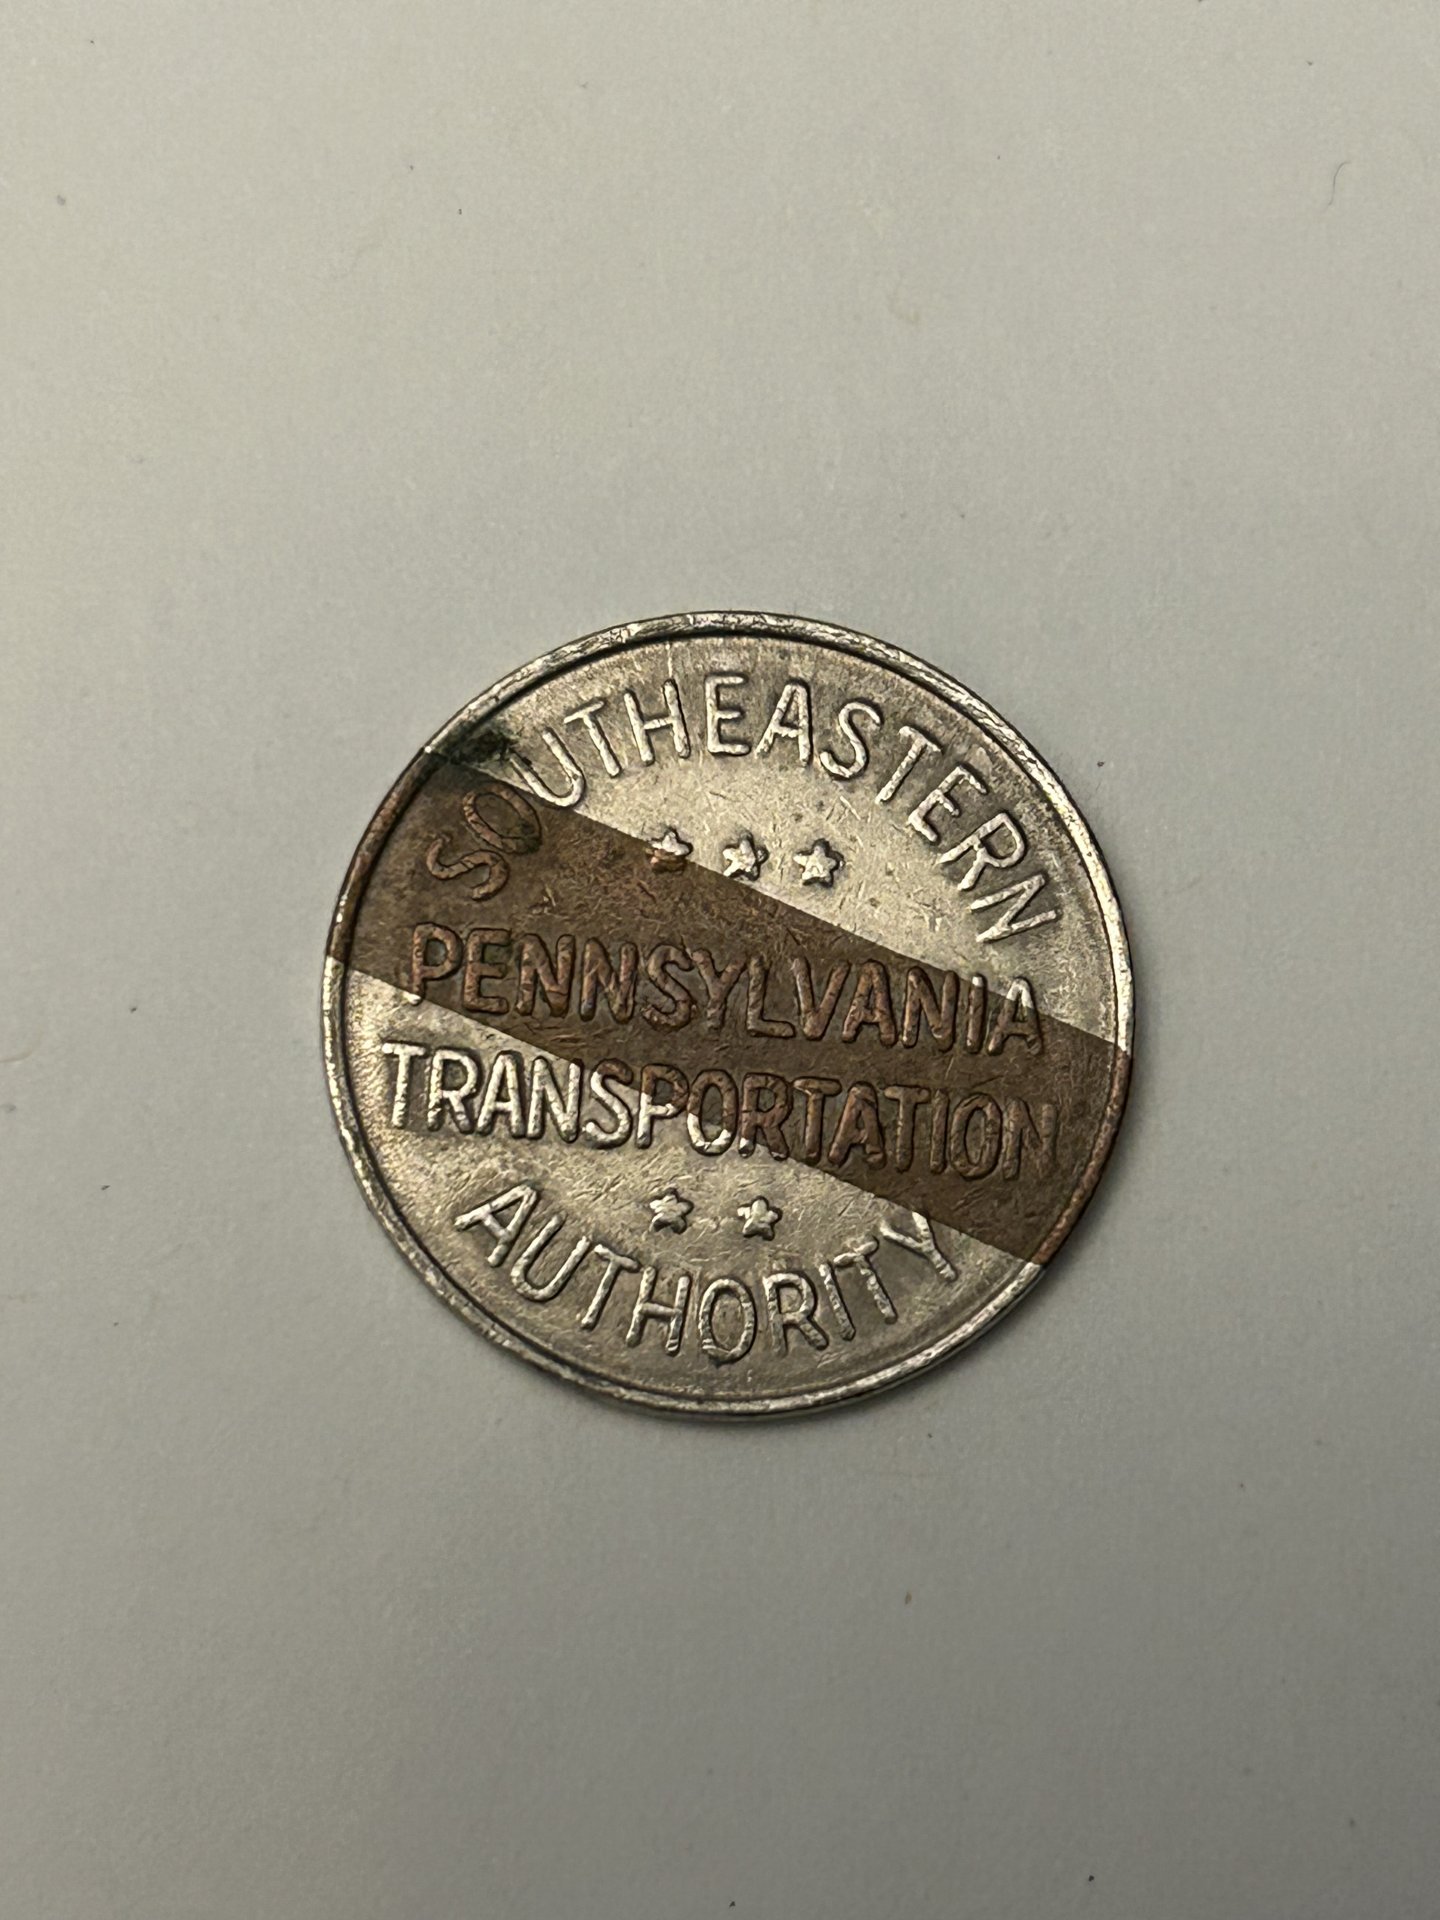 SOUTHEASTERN
PENNSYLVANIA
TRANSPORTATION
AUTHORITY